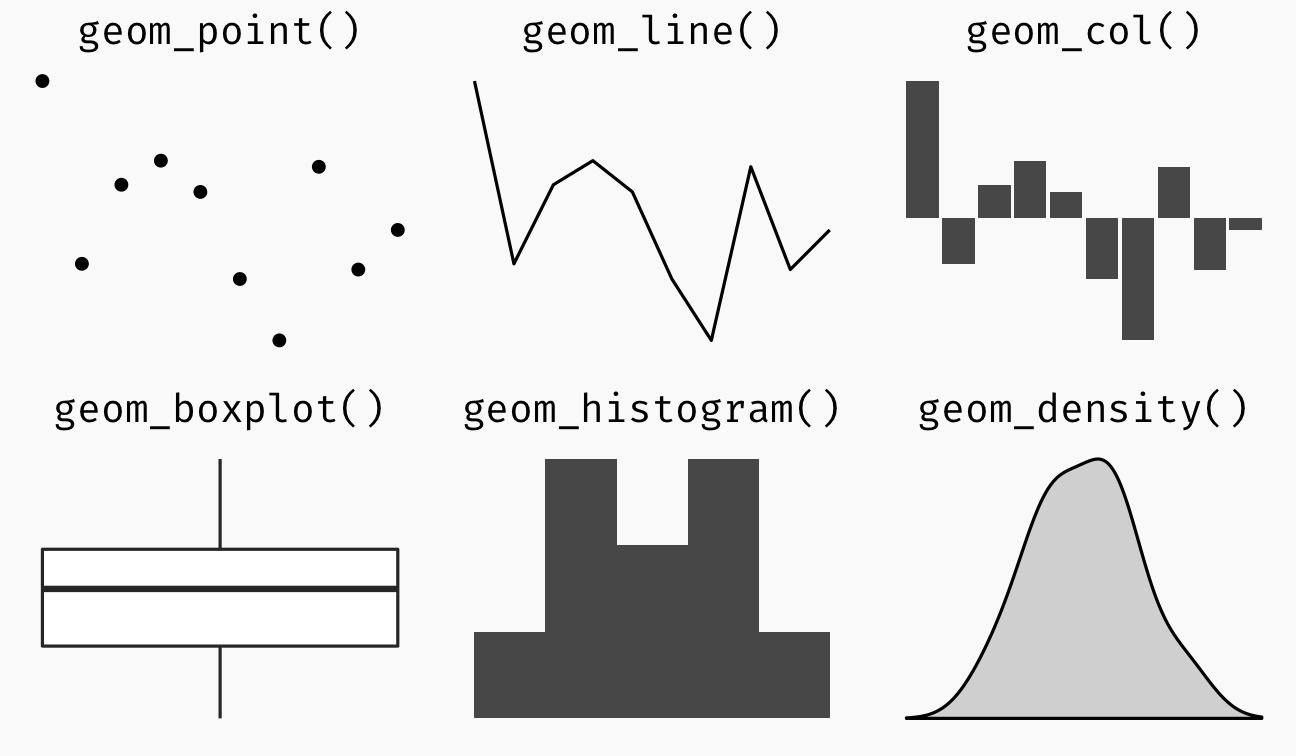 geom_point()
geom_line()
geom_col()
geom_boxplot()
geom_histogram()
geom_density()